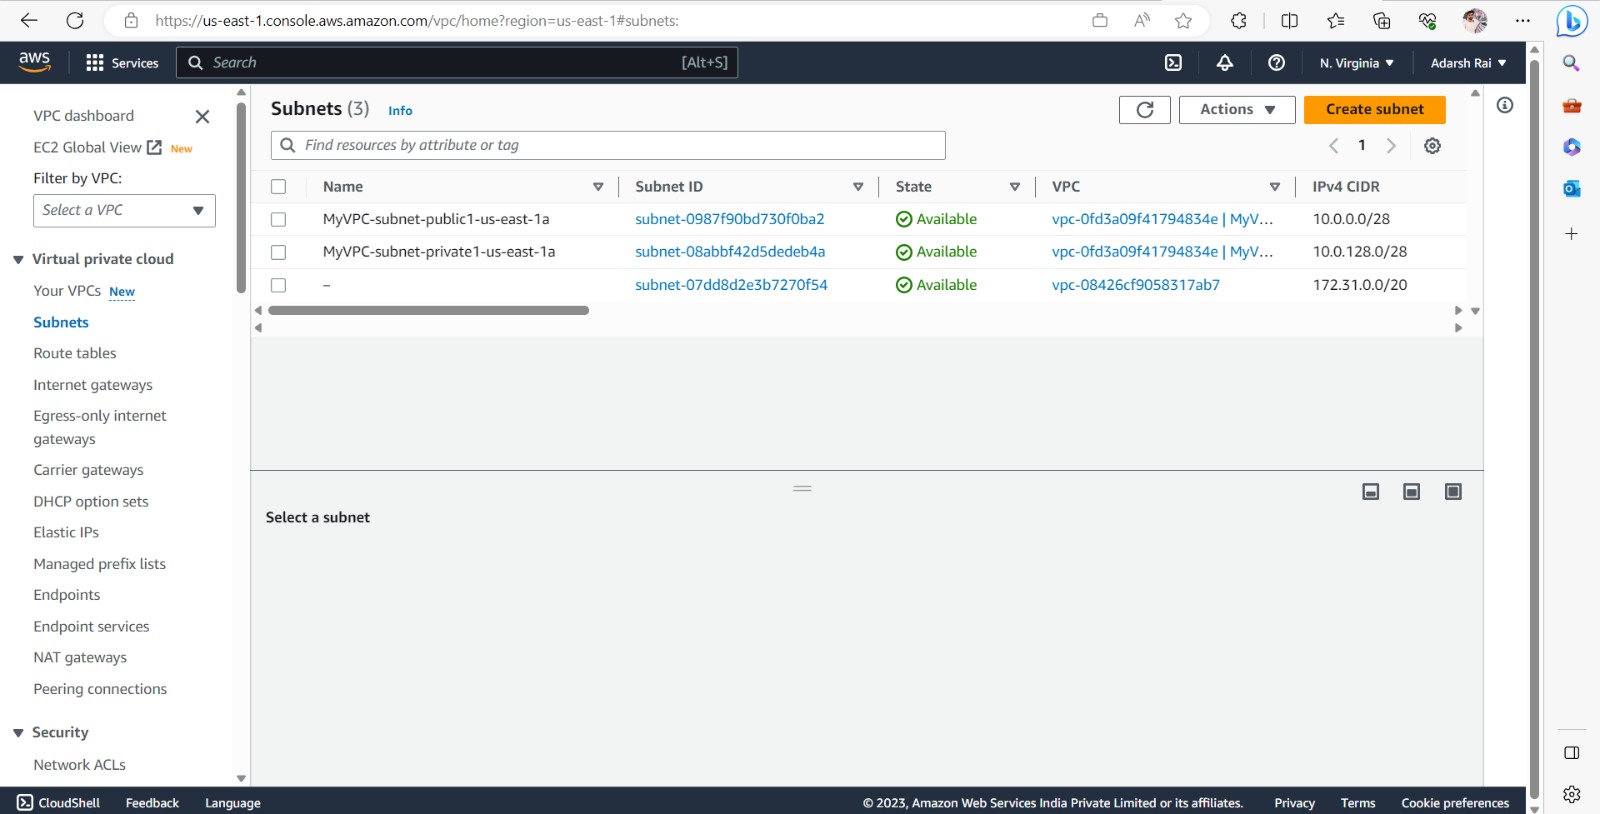 https://us-east-1.console.aws.amazon.com/vpc/home?region=us-east-1#subnets:
aws
Services
Search
[Alt+S]
N. Virginia
Adarsh Rai
VPC dashboard
EC2 Global View New
Filter by VPC:
Select a VPC
Virtual private cloud
Your VPCs New
Subnets
Route tables
Internet gateways
Egress-only internet
gateways
Carrier gateways
DHCP option sets
Elastic IPs
Managed prefix lists
Endpoints
Endpoint services
NAT gateways
Peering connections
Security
Network ACLs
Subnets (3) Info
Actions
Create subnet
Find resources by attribute or tag
1
Name Subnet ID State VPC IPv4 CIDR
MyVPC-subnet-public1-us-east-1a subnet-0987f90bd730f0ba2 Available vpc-0fd3a09f41794834e | MyV... 10.0.0.0/28
MyVPC-subnet-private1-us-east-1a subnet-08abbf42d5dedeb4a Available vpc-0fd3a09f41794834e | MyV... 10.0.128.0/28
– subnet-07dd8d2e3b7270f54 Available vpc-08426cf9058317ab7 172.31.0.0/20
Select a subnet
CloudShell Feedback Language
© 2023, Amazon Web Services India Private Limited or its affiliates. Privacy Terms Cookie preferences